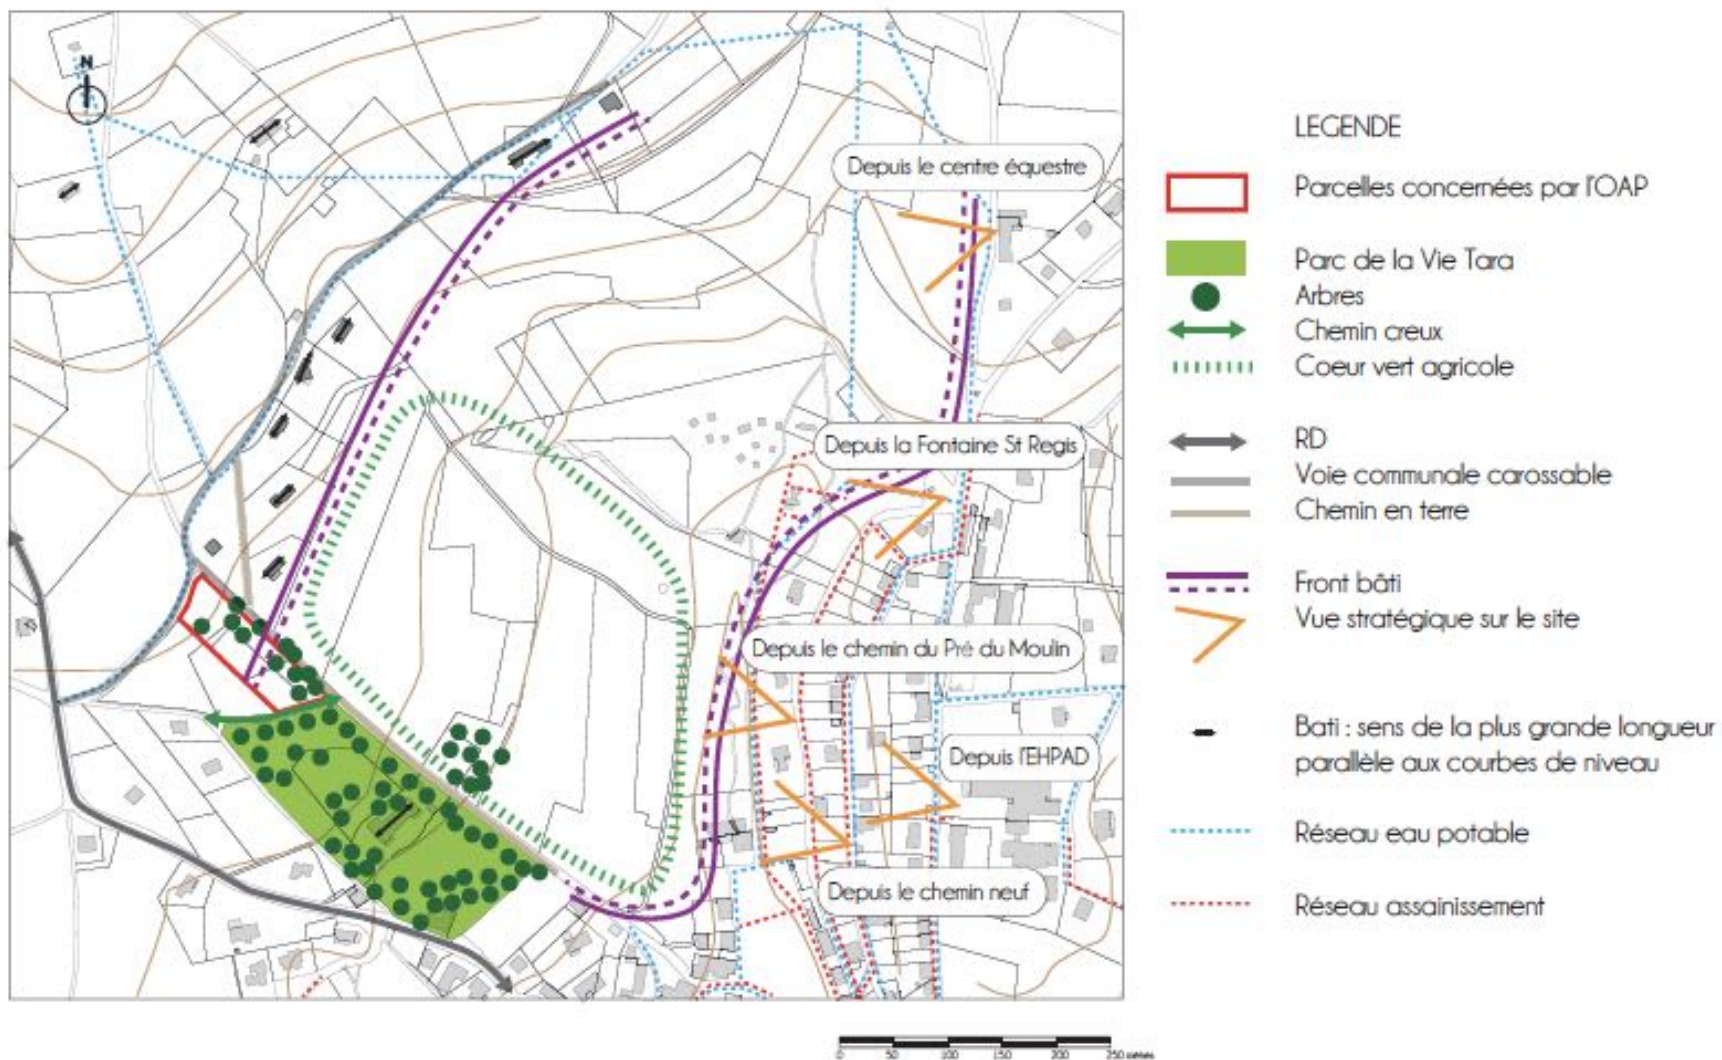 N
Depuis le centre équestre
Depuis la Fontaine St Regis
Depuis le chemin du Pré du Moulin
Depuis l'EHPAD
Depuis le chemin neuf
LEGENDE
Parcelles concernées par l'OAP
Parc de la Vie Tara
Arbres
Chemin creux
Coeur vert agricole
RD
Voie communale carossable
Chemin en terre
Front bâti
Vue stratégique sur le site
Bati : sens de la plus grande longueur
parallèle aux courbes de niveau
Réseau eau potable
Réseau assainissement
0 50 100 150 200 250 mètres